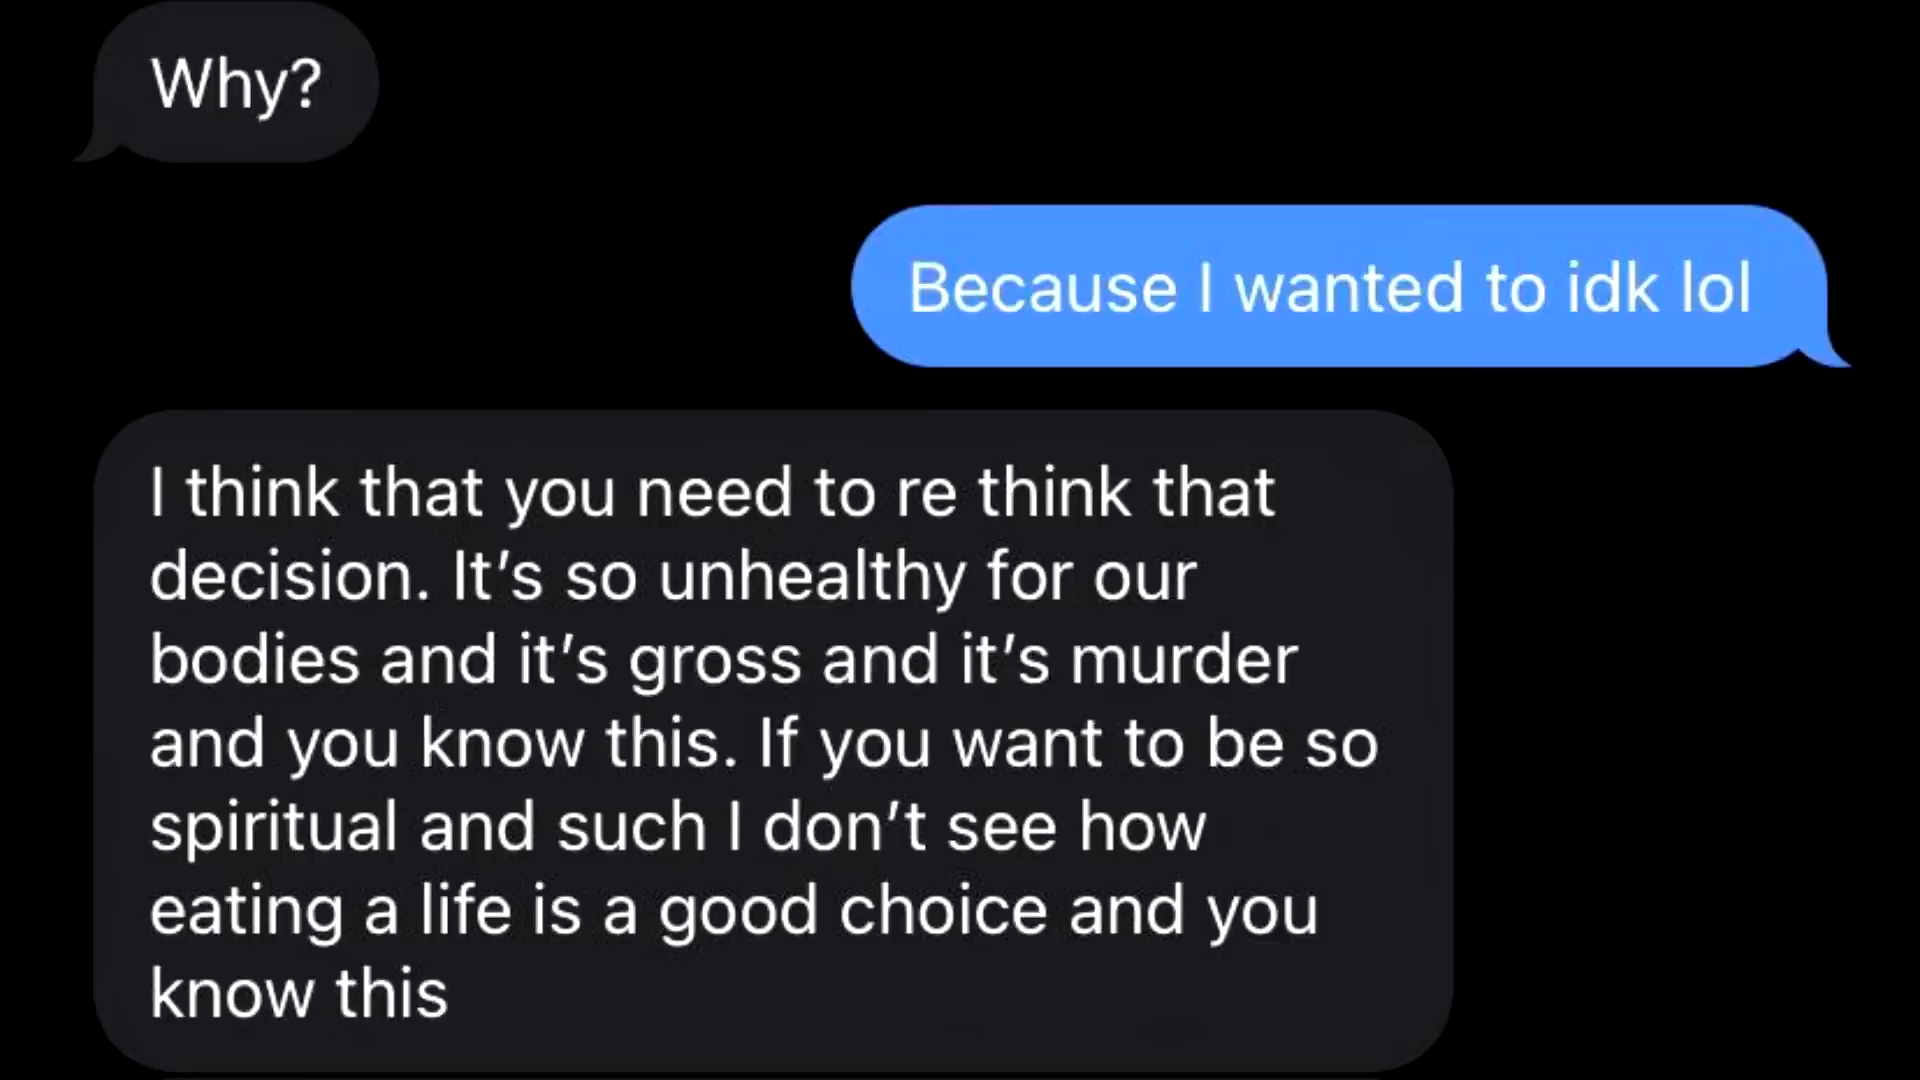 Why?
Because I wanted to idk lol
I think that you need to re think that
decision. It’s so unhealthy for our
bodies and it’s gross and it’s murder
and you know this. If you want to be so
spiritual and such I don’t see how
eating a life is a good choice and you
know this